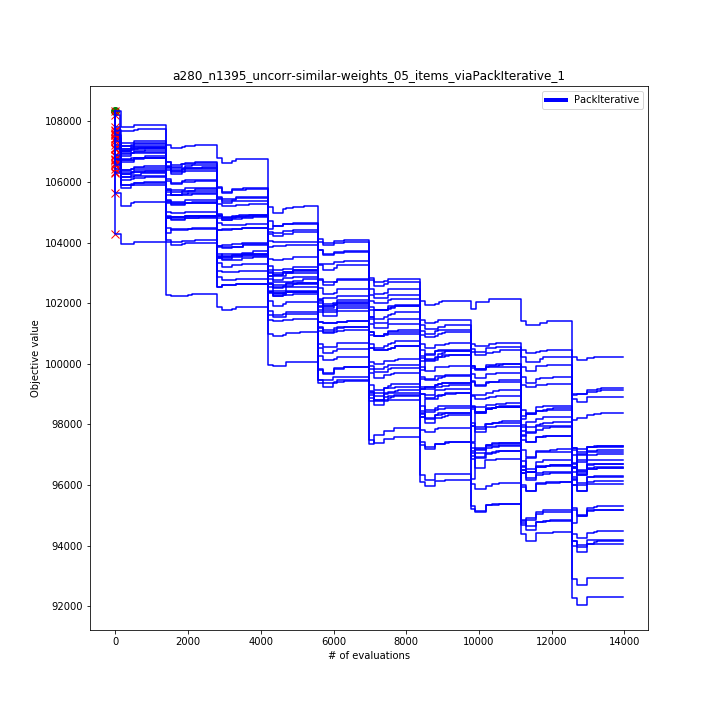 a280_n1395_uncorr-similar-weights_05_items_viaPackIterative_1
PackIterative
108000
106000
104000
102000
100000
98000
96000
94000
92000
Objective value
0 2000 4000 6000 8000 10000 12000 14000
# of evaluations